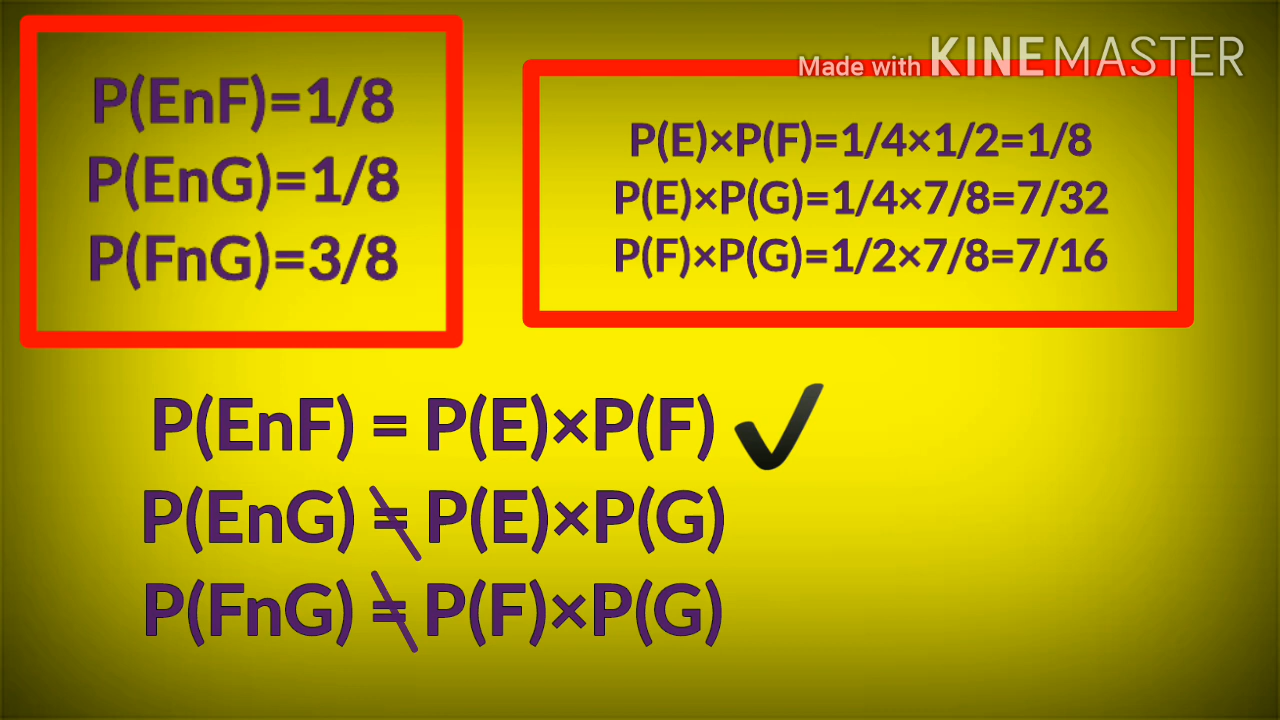 Made with KINEMASTER
P(EnF)=1/8
P(EnG)=1/8
P(FnG)=3/8
P(E)×P(F)=1/4×1/2=1/8
P(E)×P(G)=1/4×7/8=7/32
P(F)×P(G)=1/2×7/8=7/16
P(EnF) = P(E)×P(F) ✔
P(EnG) ≠ P(E)×P(G)
P(FnG) ≠ P(F)×P(G)